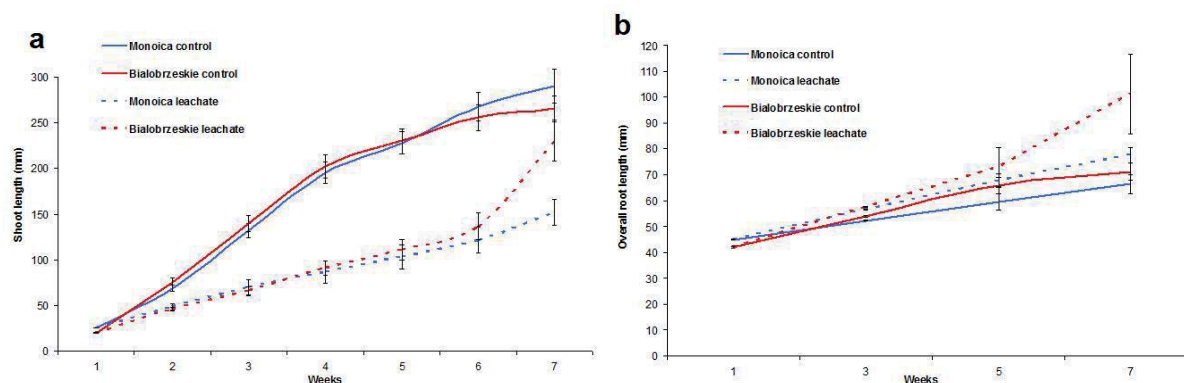 a
Monoica control
Bialobrzeskie control
Monoica leachate
Bialobrzeskie leachate
Shoot length (mm)
300
250
200
150
100
50
0
1 2 3 4 5 6 7
Weeks
b
Monoica control
Monoica leachate
Bialobrzeskie control
Bialobrzeskie leachate
Overall root length (mm)
120
110
100
90
80
70
60
50
40
30
20
10
0
1 3 5 7
Weeks